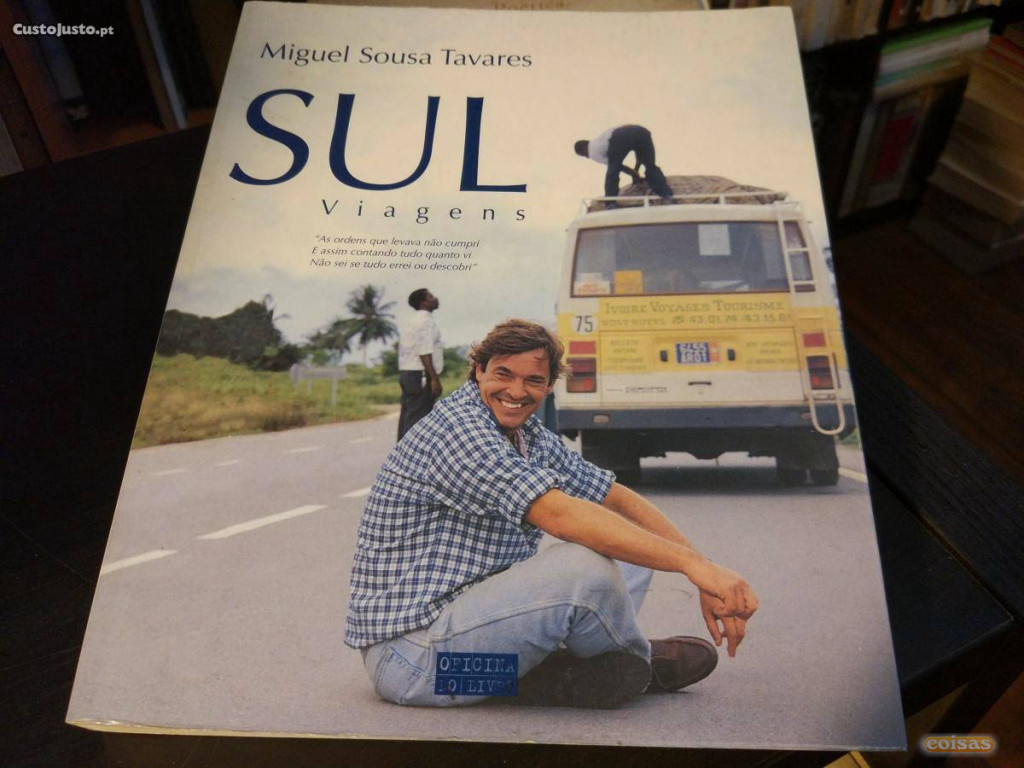 CustoJusto.pt
Miguel Sousa Tavares
SUL
Viagens
"As ordens que levava não cumpri
E assim contando tudo quanto vi
Não sei se tudo errei ou descobri"
IVOIRE VOYAGES TOURISME
75
OFICINA
DO LIVRO
coisas